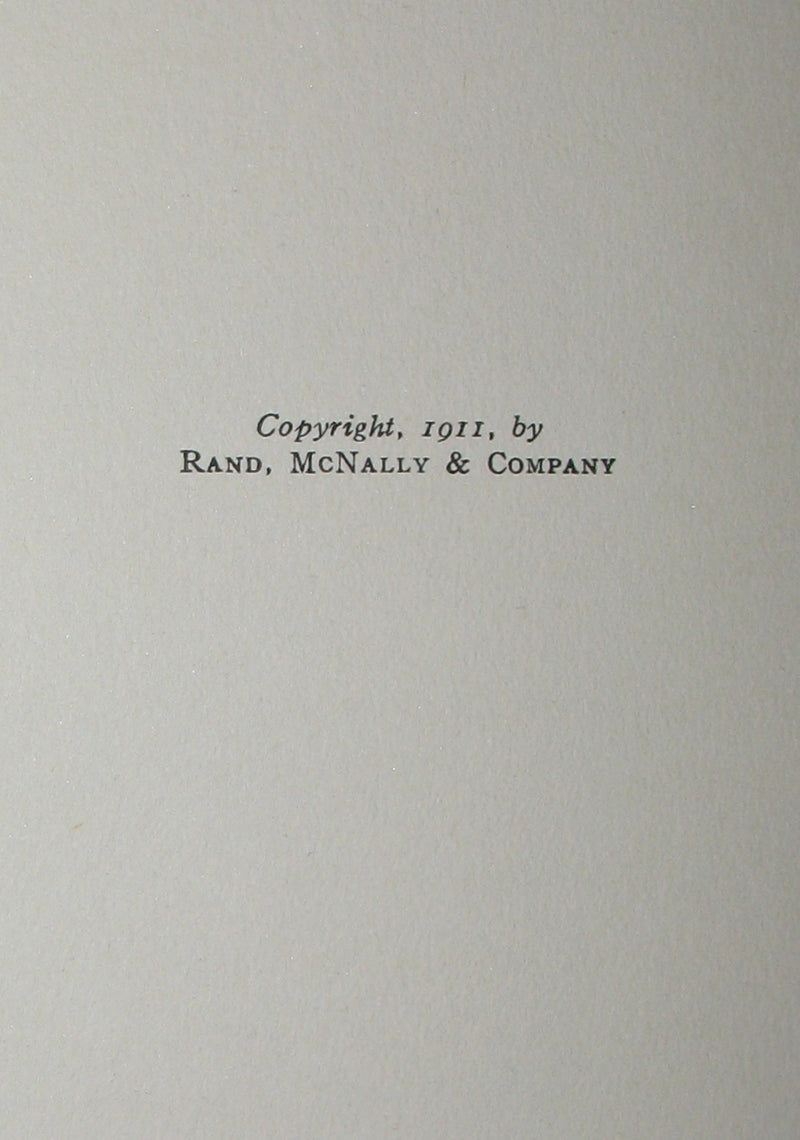 Copyright, 1911, by
Rand, McNally & Company